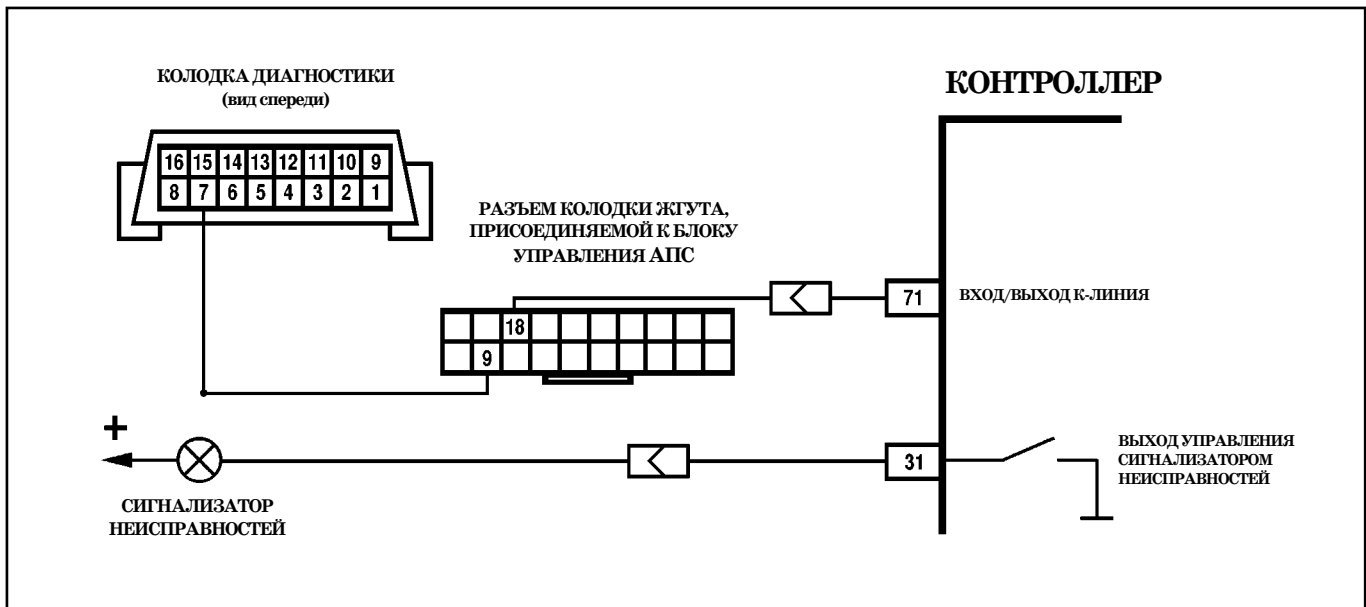 КОЛОДКА ДИАГНОСТИКИ
(вид спереди)
КОНТРОЛЛЕР
16 15 14 13 12 11 10 9
8 7 6 5 4 3 2 1
РАЗЪЕМ КОЛОДКИ ЖГУТА,
ПРИСОЕДИНЯЕМОЙ К БЛОКУ
УПРАВЛЕНИЯ АПС
71
ВХОД/ВЫХОД К-ЛИНИЯ
18
9
+
31
ВЫХОД УПРАВЛЕНИЯ
СИГНАЛИЗАТОРОМ
НЕИСПРАВНОСТЕЙ
СИГНАЛИЗАТОР
НЕИСПРАВНОСТЕЙ